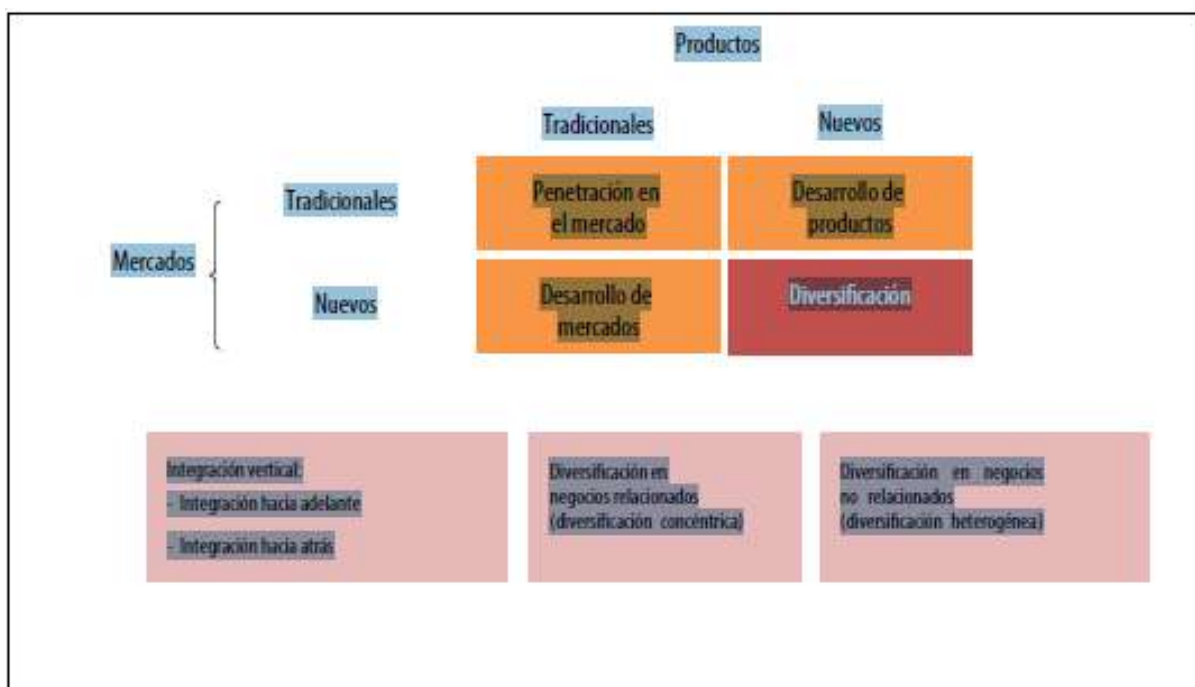 Productos
Tradicionales
Nuevos
Mercados
Tradicionales
Penetración en
el mercado
Desarrollo de
productos
Nuevos
Desarrollo de
mercados
Diversificación
Integración vertical:
- Integración hacia adelante
- Integración hacia atrás
Diversificación en
negocios relacionados
(diversificación concéntrica)
Diversificación en negocios
no relacionados
(diversificación heterogénea)